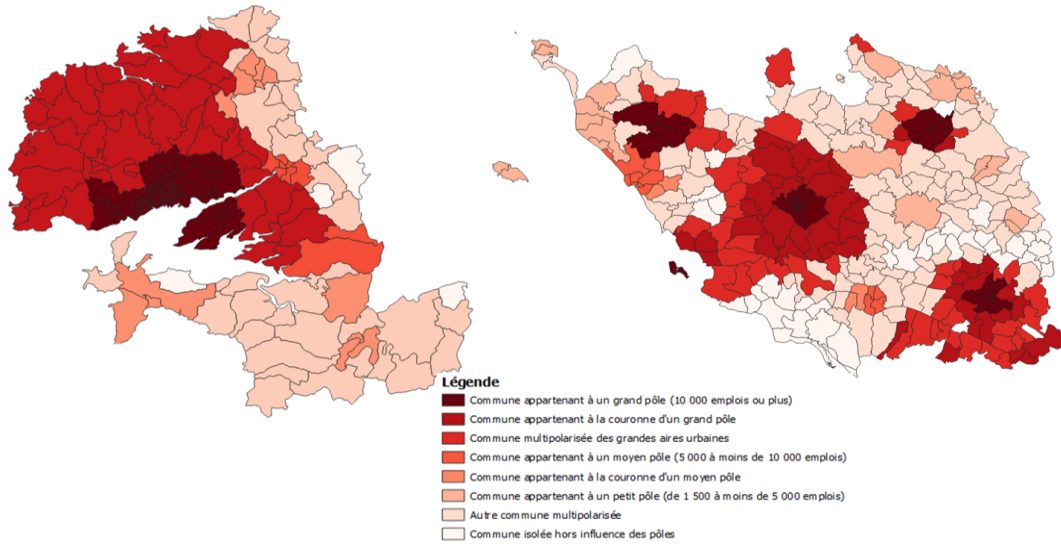 Légende
Commune appartenant à un grand pôle (10 000 emplois ou plus)
Commune appartenant à la couronne d'un grand pôle
Commune multipolarisée des grandes aires urbaines
Commune appartenant à un moyen pôle (5 000 à moins de 10 000 emplois)
Commune appartenant à la couronne d'un moyen pôle
Commune appartenant à un petit pôle (de 1 500 à moins de 5 000 emplois)
Autre commune multipolarisée
Commune isolée hors influence des pôles